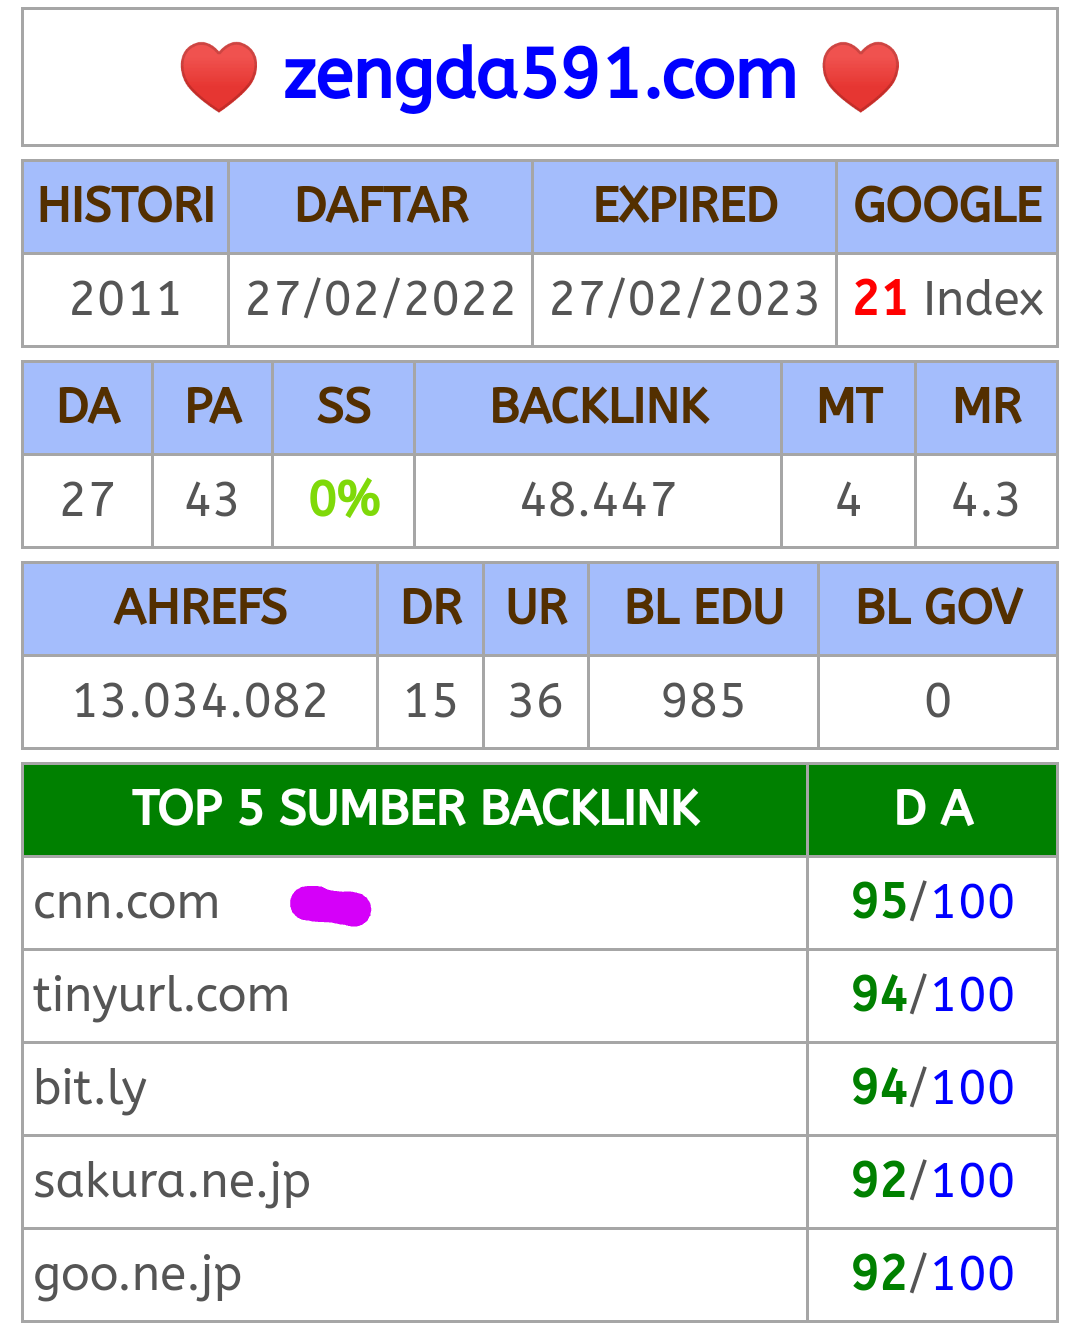 zengda591.com
HISTORI DAFTAR EXPIRED GOOGLE
2011 27/02/2022 27/02/2023 21 Index
DA PA SS BACKLINK MT MR
27 43 0% 48.447 4 4.3
AHREFS DR UR BL EDU BL GOV
13.034.082 15 36 985 0
TOP 5 SUMBER BACKLINK D A
cnn.com 95/100
tinyurl.com 94/100
bit.ly 94/100
sakura.ne.jp 92/100
goo.ne.jp 92/100